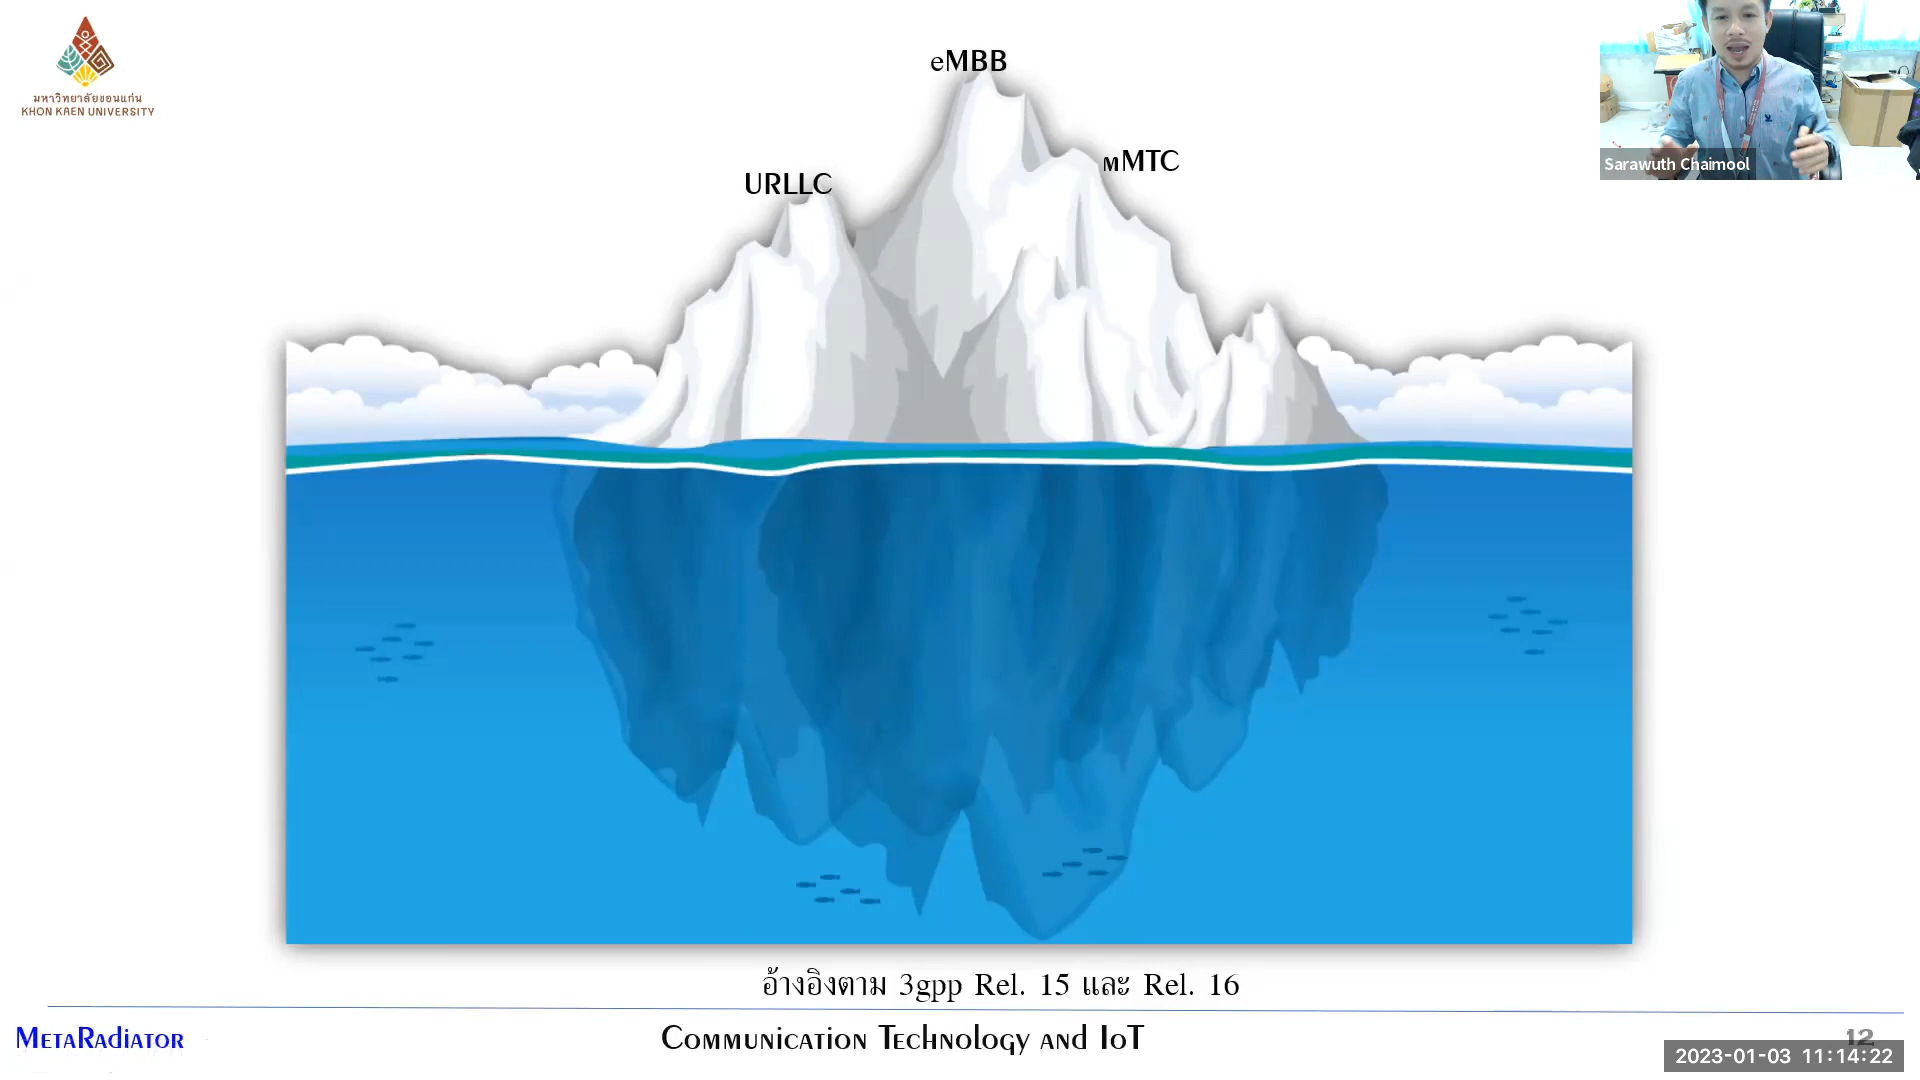 มหาวิทยาลัยขอนแก่น
KHON KAEN UNIVERSITY
eMBB
mMTC
URLLC
Sarawuth Chaimool
อ้างอิงตาม 3gpp Rel. 15 และ Rel. 16
MetaRadiator
Communication Technology and IoT
12
2023-01-03 11:14:22